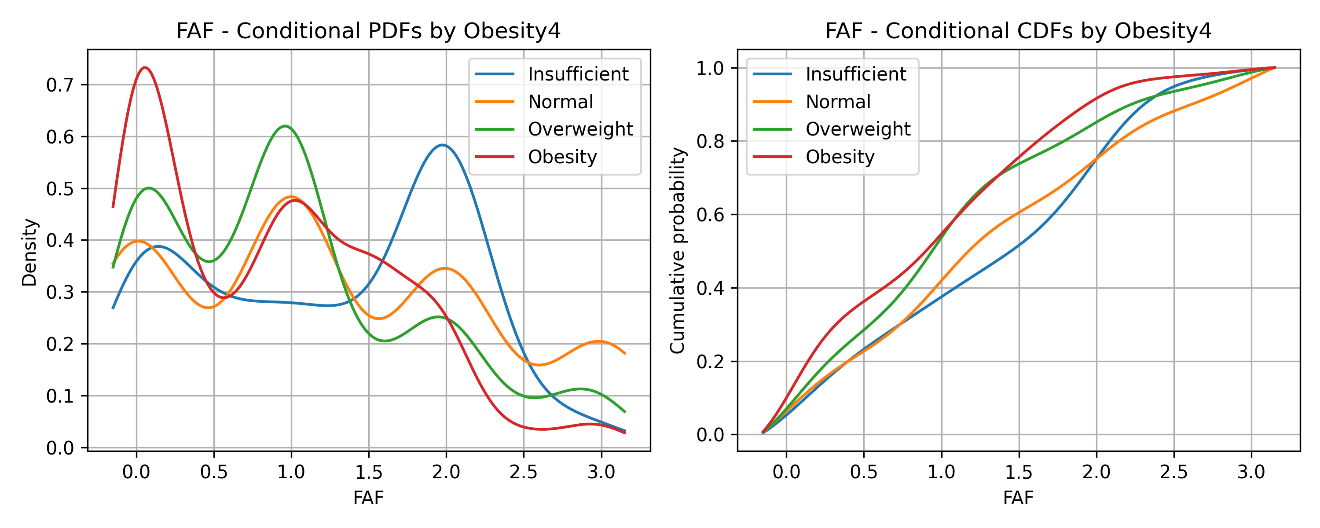 FAF - Conditional PDFs by Obesity4
Density
0.7
0.6
0.5
0.4
0.3
0.2
0.1
0.0
0.0 0.5 1.0 1.5 2.0 2.5 3.0
FAF
Insufficient
Normal
Overweight
Obesity
FAF - Conditional CDFs by Obesity4
Cumulative probability
1.0
0.8
0.6
0.4
0.2
0.0
0.0 0.5 1.0 1.5 2.0 2.5 3.0
FAF
Insufficient
Normal
Overweight
Obesity